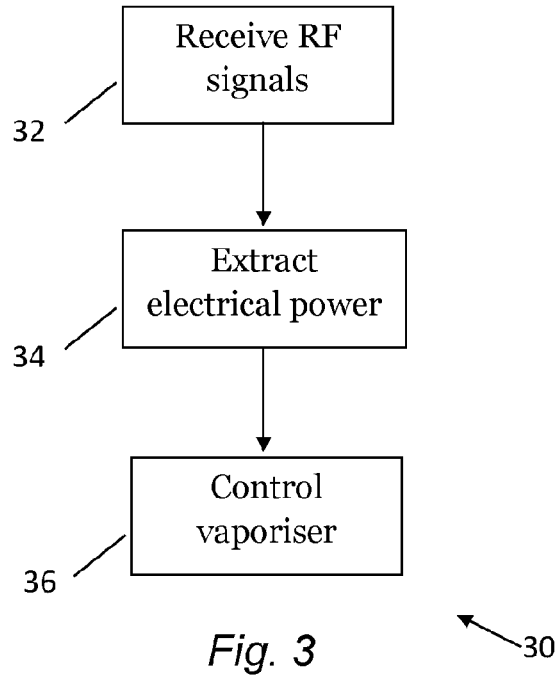 Receive RF
signals
32
Extract
electrical power
34
Control
vaporiser
36
Fig. 3
30